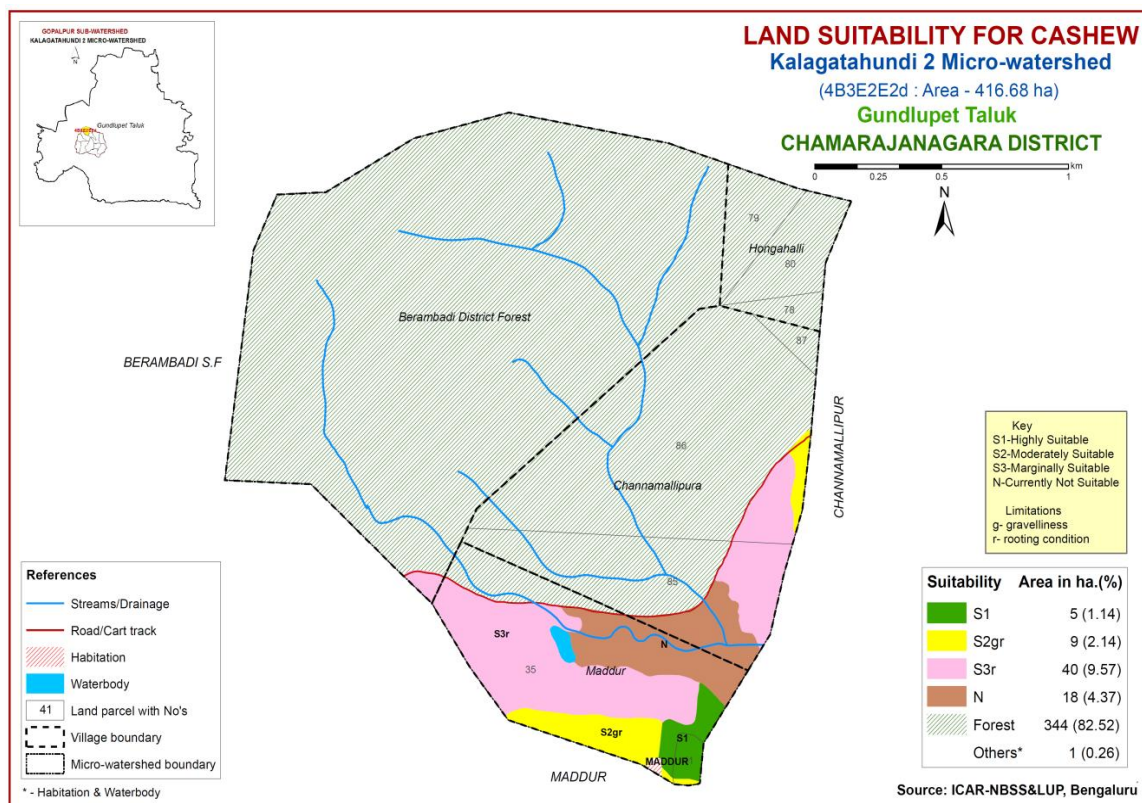 GOPALPUR SUB-WATERSHED
KALAGATAHUNDI 2 MICRO-WATERSHED
N
Gundlupet Taluk
LAND SUITABILITY FOR CASHEW
Kalagatahundi 2 Micro-watershed
(4B3E2E2d : Area - 416.68 ha)
Gundlupet Taluk
CHAMARAJANAGARA DISTRICT
km
0 0.25 0.5 1
N
79
Hongahalli
80
78
87
Berambadi District Forest
BERAMBADI S.F
CHANNAMALLIPUR
86
Channamallipura
85
S3r
N
35
Maddur
S2gr
S1
MADDUR
MADDUR
Key
S1-Highly Suitable
S2-Moderately Suitable
S3-Marginally Suitable
N-Currently Not Suitable
Limitations
g- gravelliness
r- rooting condition
References
Streams/Drainage
Road/Cart track
Habitation
Waterbody
41 Land parcel with No's
Village boundary
Micro-watershed boundary
* - Habitation & Waterbody
Suitability Area in ha.(%)
S1 5 (1.14)
S2gr 9 (2.14)
S3r 40 (9.57)
N 18 (4.37)
Forest 344 (82.52)
Others* 1 (0.26)
Source: ICAR-NBSS&LUP, Bengaluru